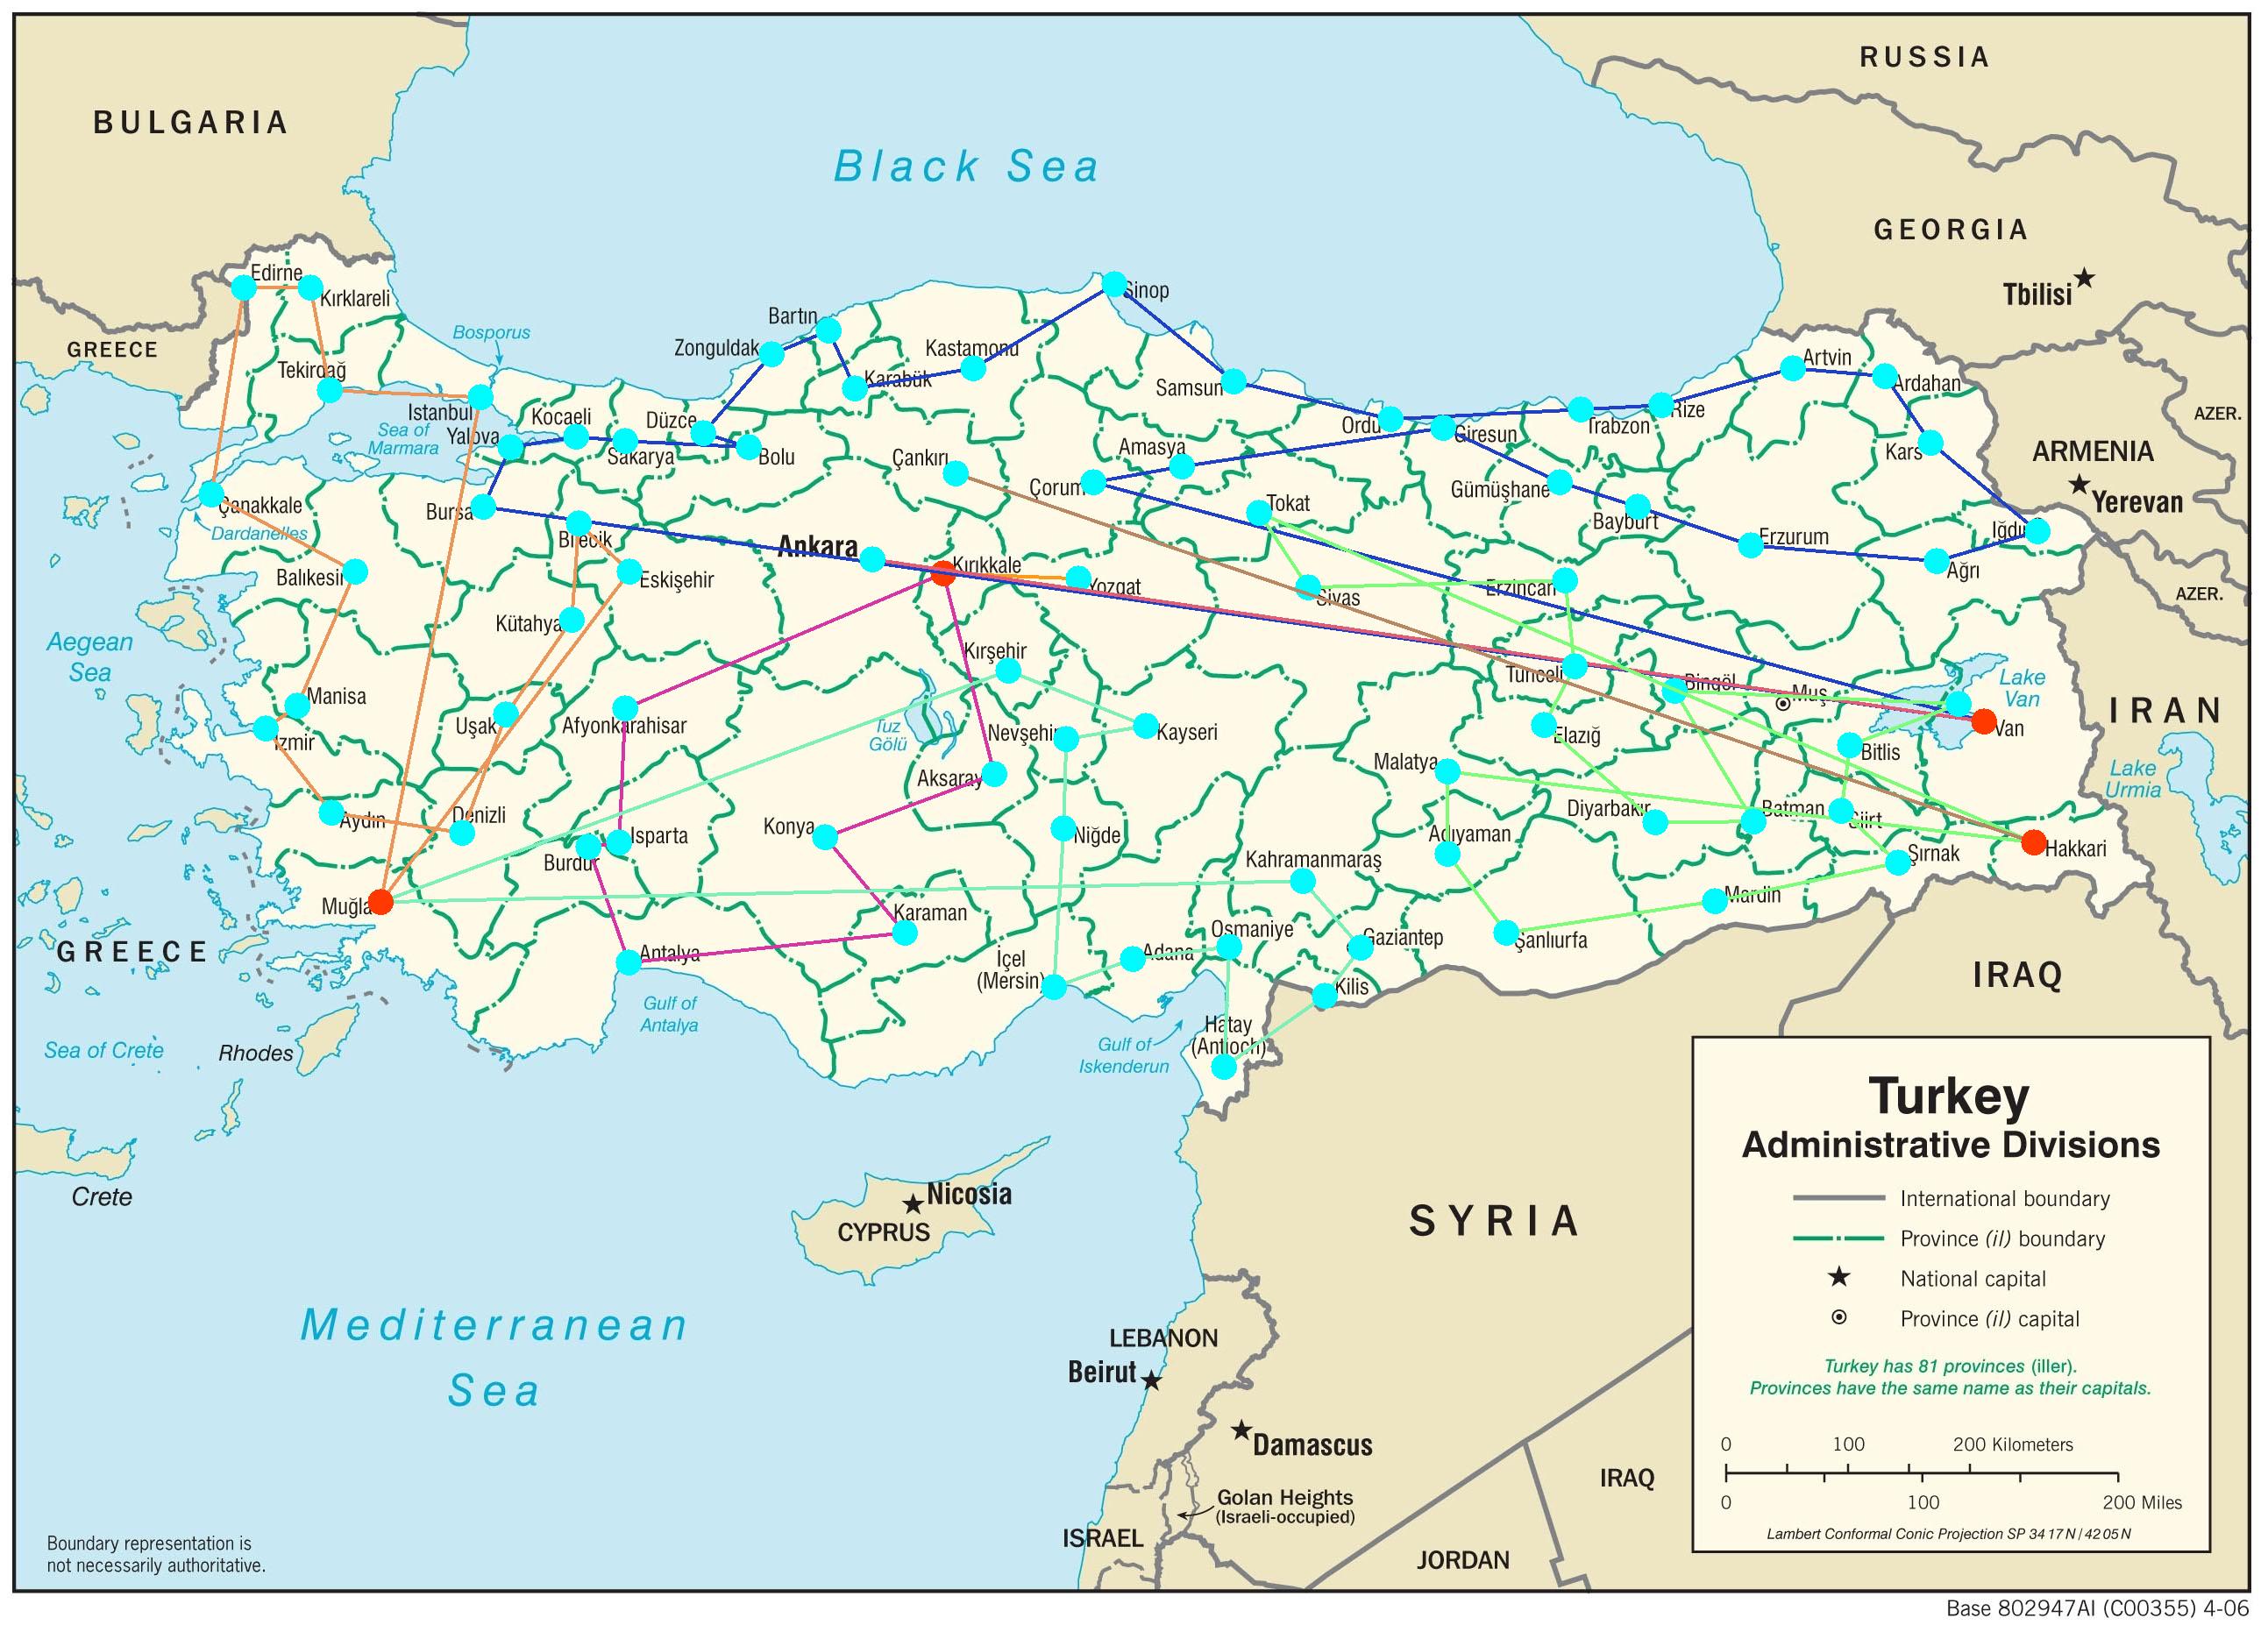 RUSSIA
BULGARIA
Black Sea
GEORGIA
Tbilisi
Edirne
Kırklareli
Sinop
Bartın
Bosporus
GREECE
Zonguldak
Kastamonu
Artvin
Tekirdağ
Karabük
Samsun
Ardahan
AZER.
Istanbul
Kocaeli
Düzce
Ordu
Rize
Trabzon
Yalova
Sea of
Marmara
Sakarya
Bolu
Çankırı
Amasya
Giresun
Kars
ARMENIA
Çorum
Gümüşhane
Yerevan
Çanakkale
Bursa
Tokat
Bayburt
Dardanelles
Bilecik
Ankara
Erzurum
Iğdır
Balıkesir
Eskişehir
Kırıkkale
Yozgat
Sivas
Erzincan
Ağrı
AZER.
Kütahya
Aegean
Sea
Kırşehir
Tunceli
Bingöl
Muş
Lake
Van
IRAN
Manisa
Uşak
Afyonkarahisar
Tuz
Gölü
Nevşehir
Kayseri
Elazığ
Van
Izmir
Bitlis
Malatya
Aksaray
Lake
Urmia
Aydın
Denizli
Isparta
Konya
Niğde
Adıyaman
Diyarbakır
Batman
Siirt
Burdur
Kahramanmaraş
Şırnak
Hakkari
Muğla
Karaman
Mardin
GREECE
Antalya
Osmaniye
Gaziantep
Şanlıurfa
İçel
(Mersin)
Adana
IRAQ
Kilis
Gulf of
Antalya
Hatay
(Antioch)
Sea of Crete
Rhodes
Gulf of
Iskenderun
Crete
Nicosia
CYPRUS
SYRIA
Mediterranean
Sea
LEBANON
Beirut
Damascus
Golan Heights
(Israeli-occupied)
IRAQ
ISRAEL
JORDAN
Turkey
Administrative Divisions
International boundary
Province (il) boundary
National capital
Province (il) capital
Turkey has 81 provinces (iller).
Provinces have the same name as their capitals.
0 100 200 Kilometers
0 100 200 Miles
Lambert Conformal Conic Projection SP 34 17 N / 42 05 N
Boundary representation is
not necessarily authoritative.
Base 802947AI (C00355) 4-06